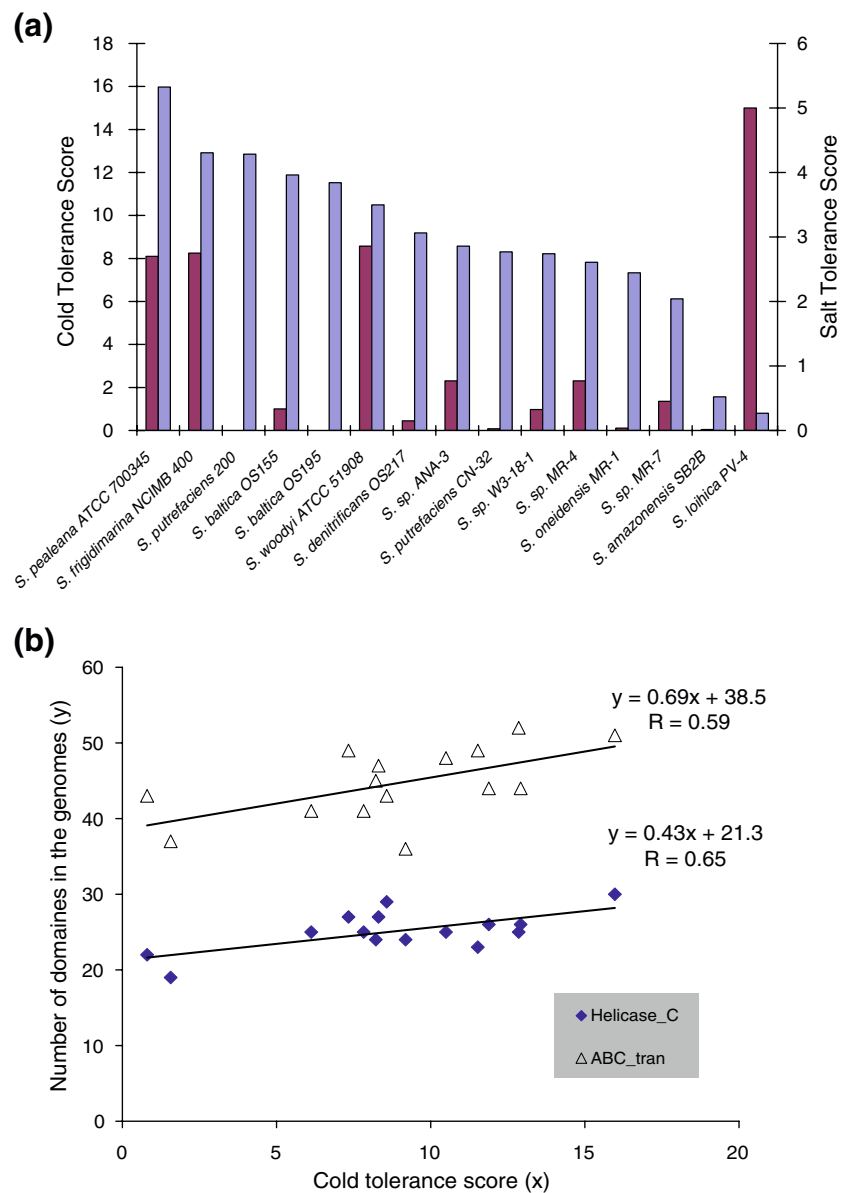 (a)
18
16
14
12
10
8
6
4
2
0
Cold Tolerance Score
6
5
4
3
2
1
0
Salt Tolerance Score
S. pealeana ATCC 700345
S. frigidimarina NCIMB 400
S. putrefaciens 200
S. baltica OS155
S. baltica OS195
S. woodyi ATCC 51908
S. denitrificans OS217
S. sp. ANA-3
S. putrefaciens CN-32
S. sp. W3-18-1
S. sp. MR-4
S. oneidensis MR-1
S. sp. MR-7
S. amazonensis SB2B
S. loihica PV-4
(b)
60
50
40
30
20
10
0
Number of domaines in the genomes (y)
y = 0.69x + 38.5
R = 0.59
y = 0.43x + 21.3
R = 0.65
Helicase_C
ABC_tran
0
5
10
15
20
Cold tolerance score (x)